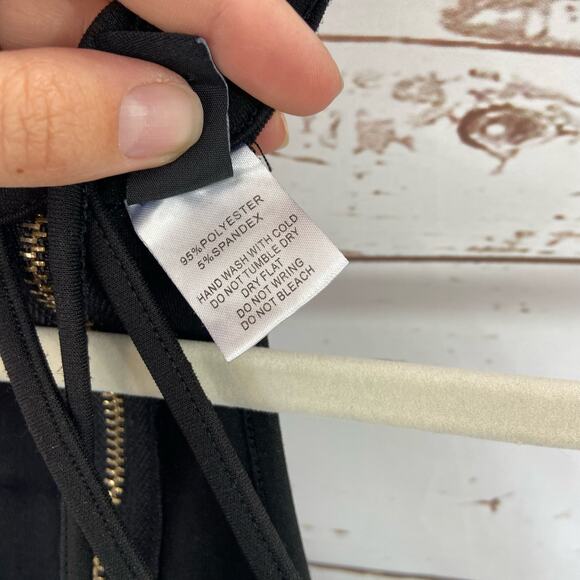 95%POLYESTER
5%SPANDEX
HAND WASH WITH COLD
DO NOT TUMBLE DRY
DRY FLAT
DO NOT WRING
DO NOT BLEACH